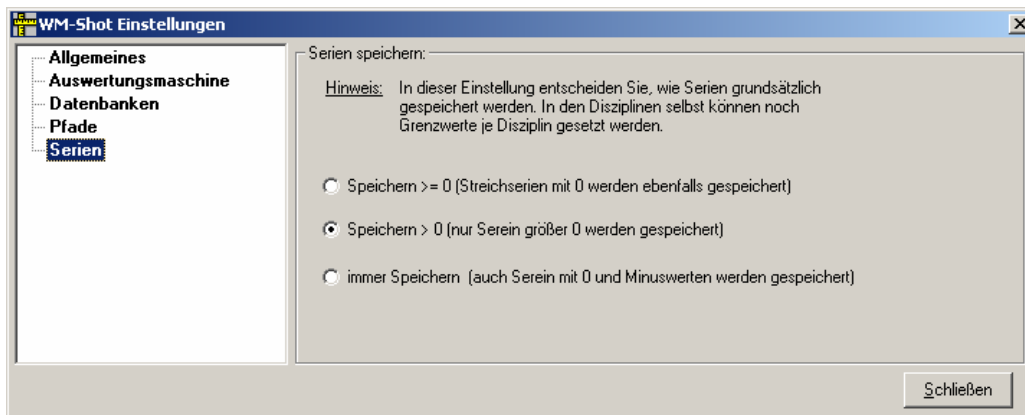 WM-Shot Einstellungen
Allgemeines
Auswertungsmaschine
Datenbanken
Pfade
Serien
Serien speichern:
Hinweis: In dieser Einstellung entscheiden Sie, wie Serien grundsätzlich
gespeichert werden. In den Disziplinen selbst können noch
Grenzwerte je Disziplin gesetzt werden.
Speichern >= 0 (Streichserien mit 0 werden ebenfalls gespeichert)
Speichern > 0 (nur Serein größer 0 werden gespeichert)
immer Speichern (auch Serein mit 0 und Minuswerten werden gespeichert)
Schließen